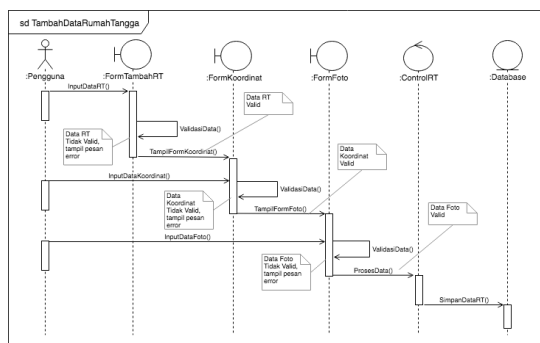 sd TambahDataRumahTangga
:Pengguna
:FormTambahRT
:FormKoordinat
:FormFoto
:ControlRT
:Database
InputDataRT()
Data RT
Valid
ValidasiData()
Data RT
Tidak Valid,
tampil pesan
error
TampilFormKoordinat()
Data
Koordinat
Valid
InputDataKoordinat()
ValidasiData()
Data
Koordinat
Tidak Valid,
tampil pesan
error
TampilFormFoto()
Data Foto
Valid
InputDataFoto()
ValidasiData()
Data Foto
Tidak Valid,
tampil pesan
error
ProsesData()
SimpanDataRT()